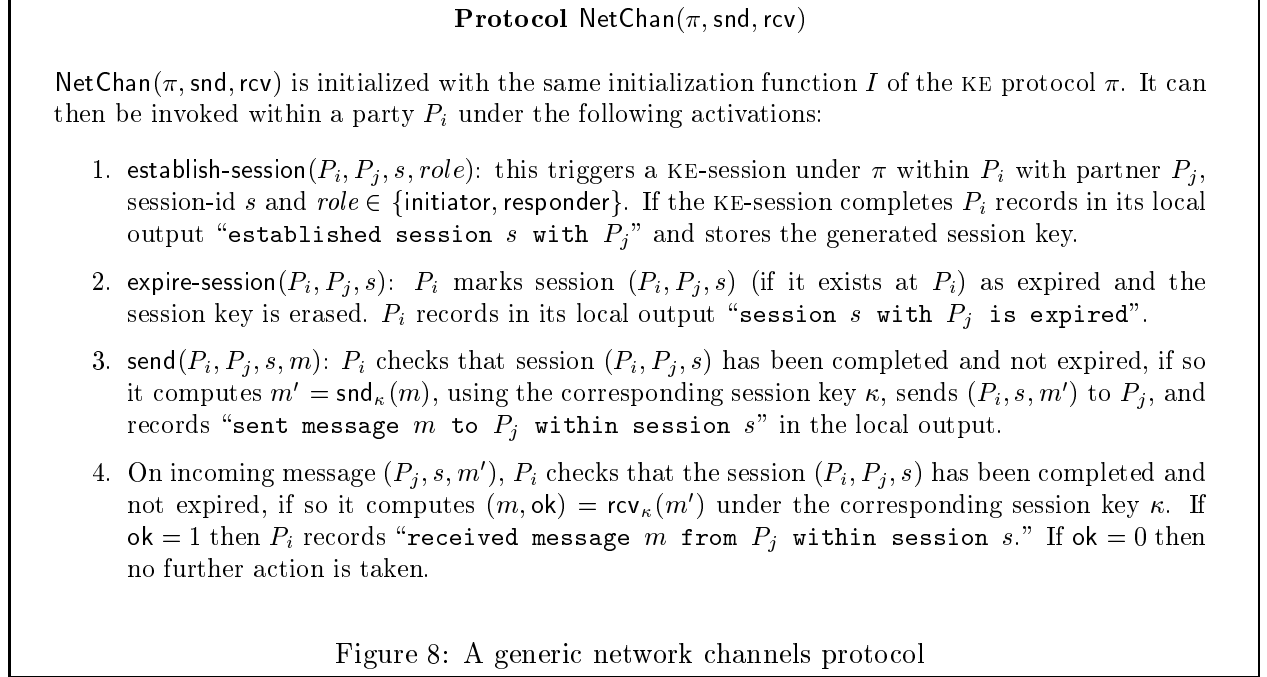 Protocol NetChan(π, snd, rcv)
NetChan(π, snd, rcv) is initialized with the same initialization function I of the KE protocol π. It can
then be invoked within a party P_i under the following activations:
1. establish-session(P_i, P_j, s, role): this triggers a KE-session under π within P_i with partner P_j,
session-id s and role ∈ {initiator, responder}. If the KE-session completes P_i records in its local
output “established session s with P_j” and stores the generated session key.
2. expire-session(P_i, P_j, s): P_i marks session (P_i, P_j, s) (if it exists at P_i) as expired and the
session key is erased. P_i records in its local output “session s with P_j is expired”.
3. send(P_i, P_j, s, m): P_i checks that session (P_i, P_j, s) has been completed and not expired, if so
it computes m′ = snd_κ(m), using the corresponding session key κ, sends (P_i, s, m′) to P_j, and
records “sent message m to P_j within session s” in the local output.
4. On incoming message (P_j, s, m′), P_i checks that the session (P_i, P_j, s) has been completed and
not expired, if so it computes (m, ok) = rcv_κ(m′) under the corresponding session key κ. If
ok = 1 then P_i records “received message m from P_j within session s.” If ok = 0 then
no further action is taken.
Figure 8: A generic network channels protocol